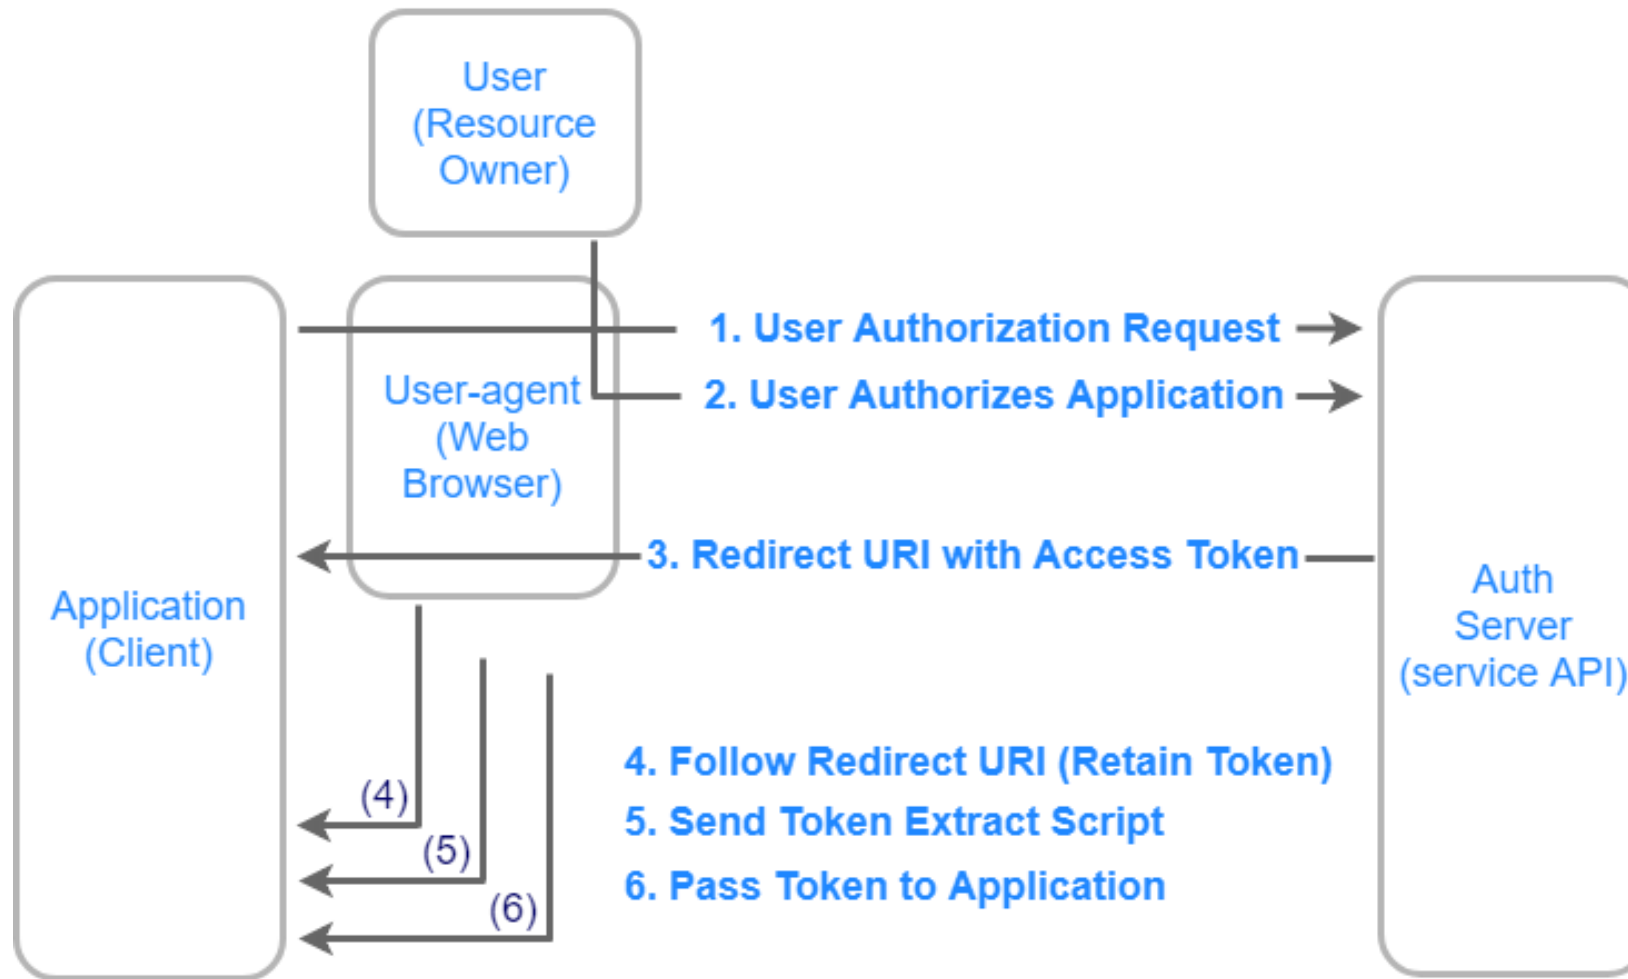 User
(Resource
Owner)
1. User Authorization Request
User-agent
(Web
Browser)
2. User Authorizes Application
3. Redirect URI with Access Token
Application
(Client)
Auth
Server
(service API)
4. Follow Redirect URI (Retain Token)
(4)
5. Send Token Extract Script
(5)
6. Pass Token to Application
(6)